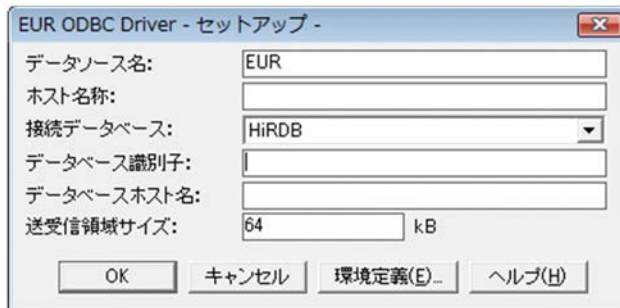 EUR ODBC Driver - セットアップ -
データソース名: EUR
ホスト名称:
接続データベース: HiRDB
データベース識別子:
データベースホスト名:
送受信領域サイズ: 64 kB
OK キャンセル 環境定義(E)... ヘルプ(H)